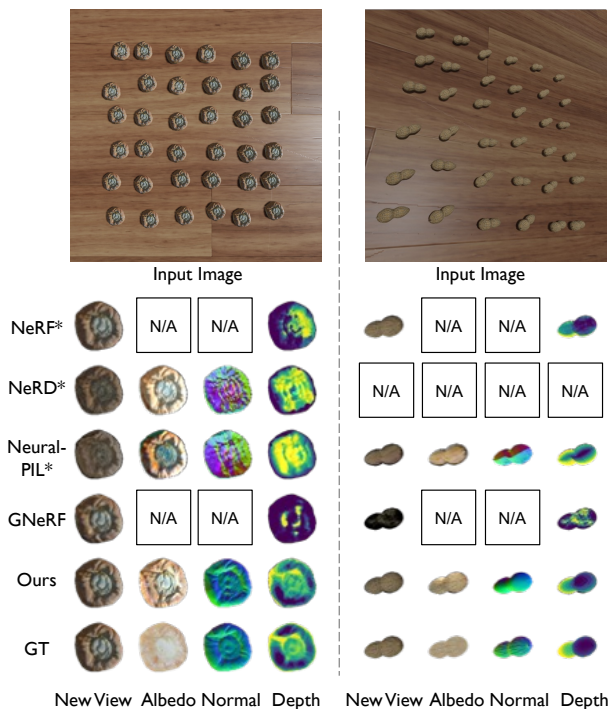 Input Image Input Image
NeRF* N/A N/A N/A N/A
NeRD* N/A N/A N/A N/A
Neural-
PIL*
GNeRF N/A N/A N/A N/A
Ours
GT
New View Albedo Normal Depth New View Albedo Normal Depth